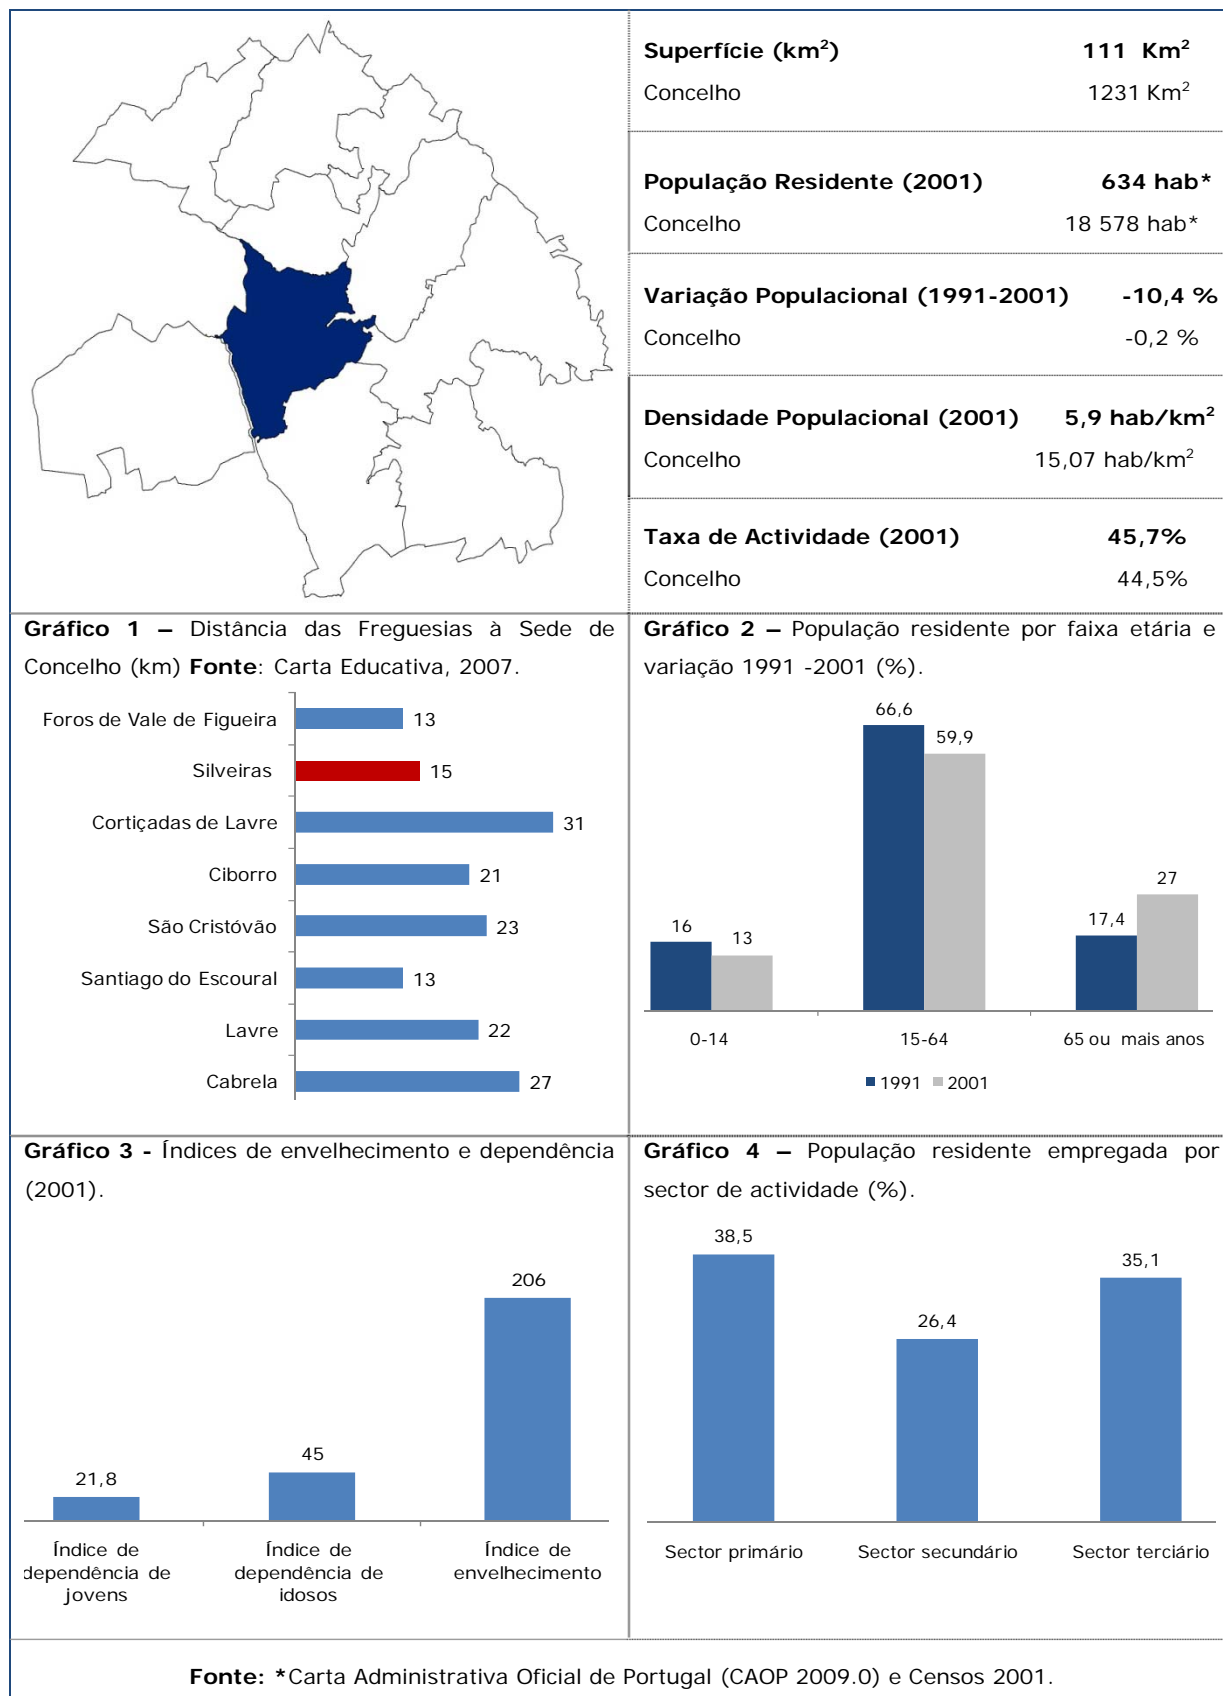 Superfície (km²) 111 Km²
Concelho 1231 Km²
População Residente (2001) 634 hab*
Concelho 18 578 hab*
Variação Populacional (1991-2001) -10,4 %
Concelho -0,2 %
Densidade Populacional (2001) 5,9 hab/km²
Concelho 15,07 hab/km²
Taxa de Actividade (2001) 45,7%
Concelho 44,5%
Gráfico 1 – Distância das Freguesias à Sede de
Concelho (km) Fonte: Carta Educativa, 2007.
Foros de Vale de Figueira 13
Silveiras 15
Cortiçadas de Lavre 31
Ciborro 21
São Cristóvão 23
Santiago do Escoural 13
Lavre 22
Cabrela 27
Gráfico 2 – População residente por faixa etária e
variação 1991 -2001 (%).
66,6
59,9
27
16 13 17,4
0-14 15-64 65 ou mais anos
1991 2001
Gráfico 3 - Índices de envelhecimento e dependência
(2001).
206
45
21,8
Índice de dependência de jovens
Índice de dependência de idosos
Índice de envelhecimento
Gráfico 4 – População residente empregada por
sector de actividade (%).
38,5
26,4
35,1
Sector primário Sector secundário Sector terciário
Fonte: *Carta Administrativa Oficial de Portugal (CAOP 2009.0) e Censos 2001.